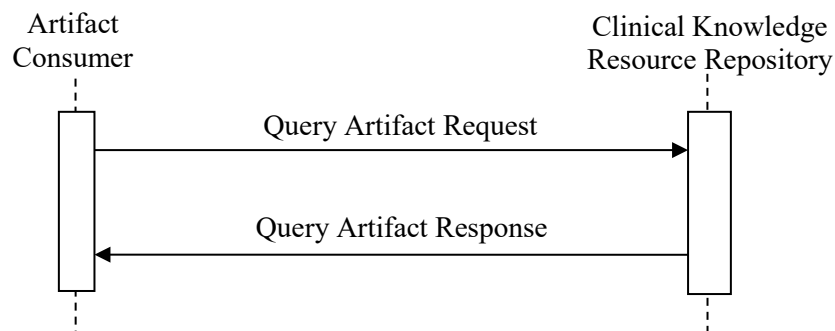 Artifact
Consumer
Clinical Knowledge
Resource Repository
Query Artifact Request
Query Artifact Response